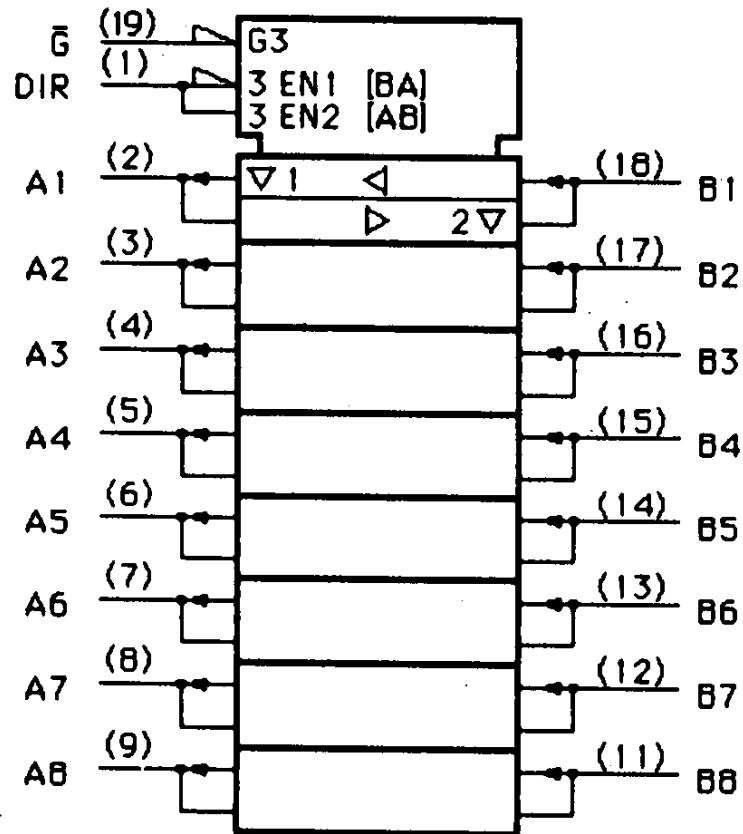 G̅ (19) G3
DIR (1) 3 EN1 [BA]
3 EN2 [AB]
A1 (2) ▽ 1 ◁ (18) B1
▷ 2 ▽
A2 (3) (17) B2
A3 (4) (16) B3
A4 (5) (15) B4
A5 (6) (14) B5
A6 (7) (13) B6
A7 (8) (12) B7
A8 (9) (11) B8